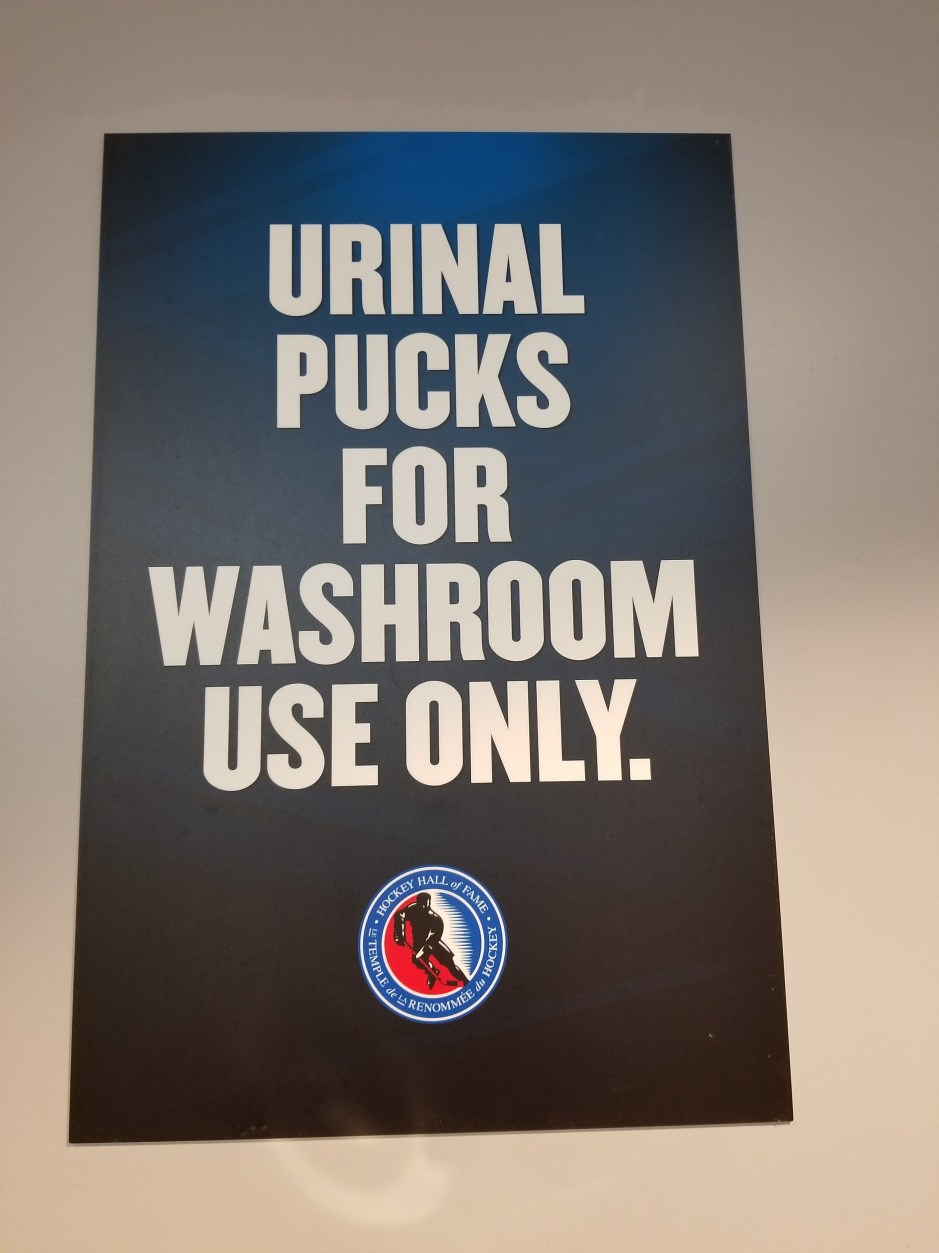 URINAL
PUCKS
FOR
WASHROOM
USE ONLY.
HOCKEY HALL of FAME
LE TEMPLE de LA RENOMMÉE du HOCKEY